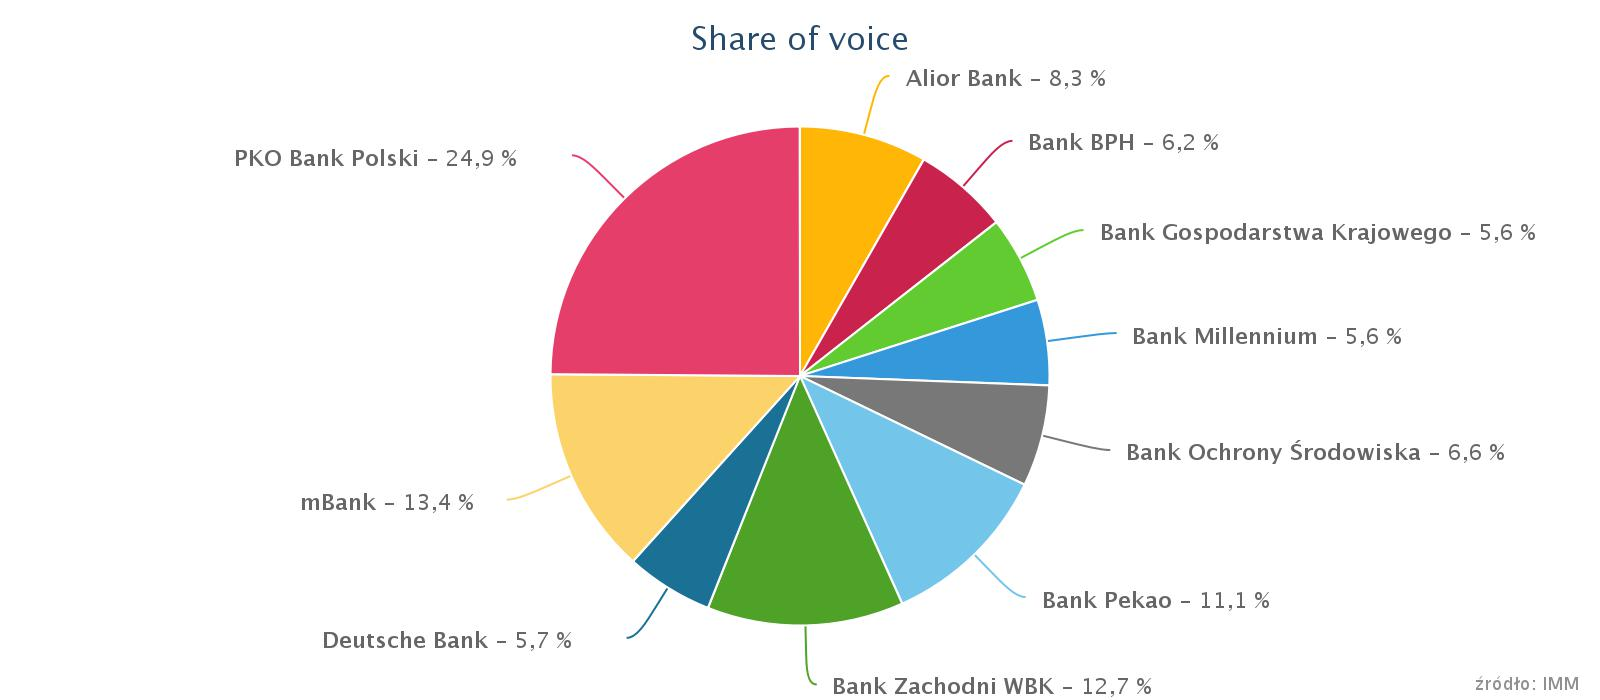 Share of voice
Alior Bank – 8,3 %
Bank BPH – 6,2 %
PKO Bank Polski – 24,9 %
Bank Gospodarstwa Krajowego – 5,6 %
Bank Millennium – 5,6 %
Bank Ochrony Środowiska – 6,6 %
mBank – 13,4 %
Bank Pekao – 11,1 %
Deutsche Bank – 5,7 %
Bank Zachodni WBK – 12,7 %
źródło: IMM